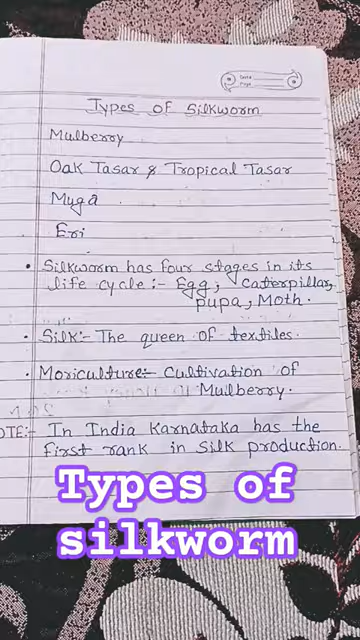 Date
Page
Types of Silkworm
Mulberry
Oak Tasar & Tropical Tasar
Muga
Eri
• Silkworm has four stages in its
life cycle :- Egg, caterpillar,
pupa, Moth.
• Silk:- The queen of textiles.
• Moriculture:- Cultivation of
Mulberry.
OTE:- In India Karnataka has the
first rank in silk production.
Types of
silkworm